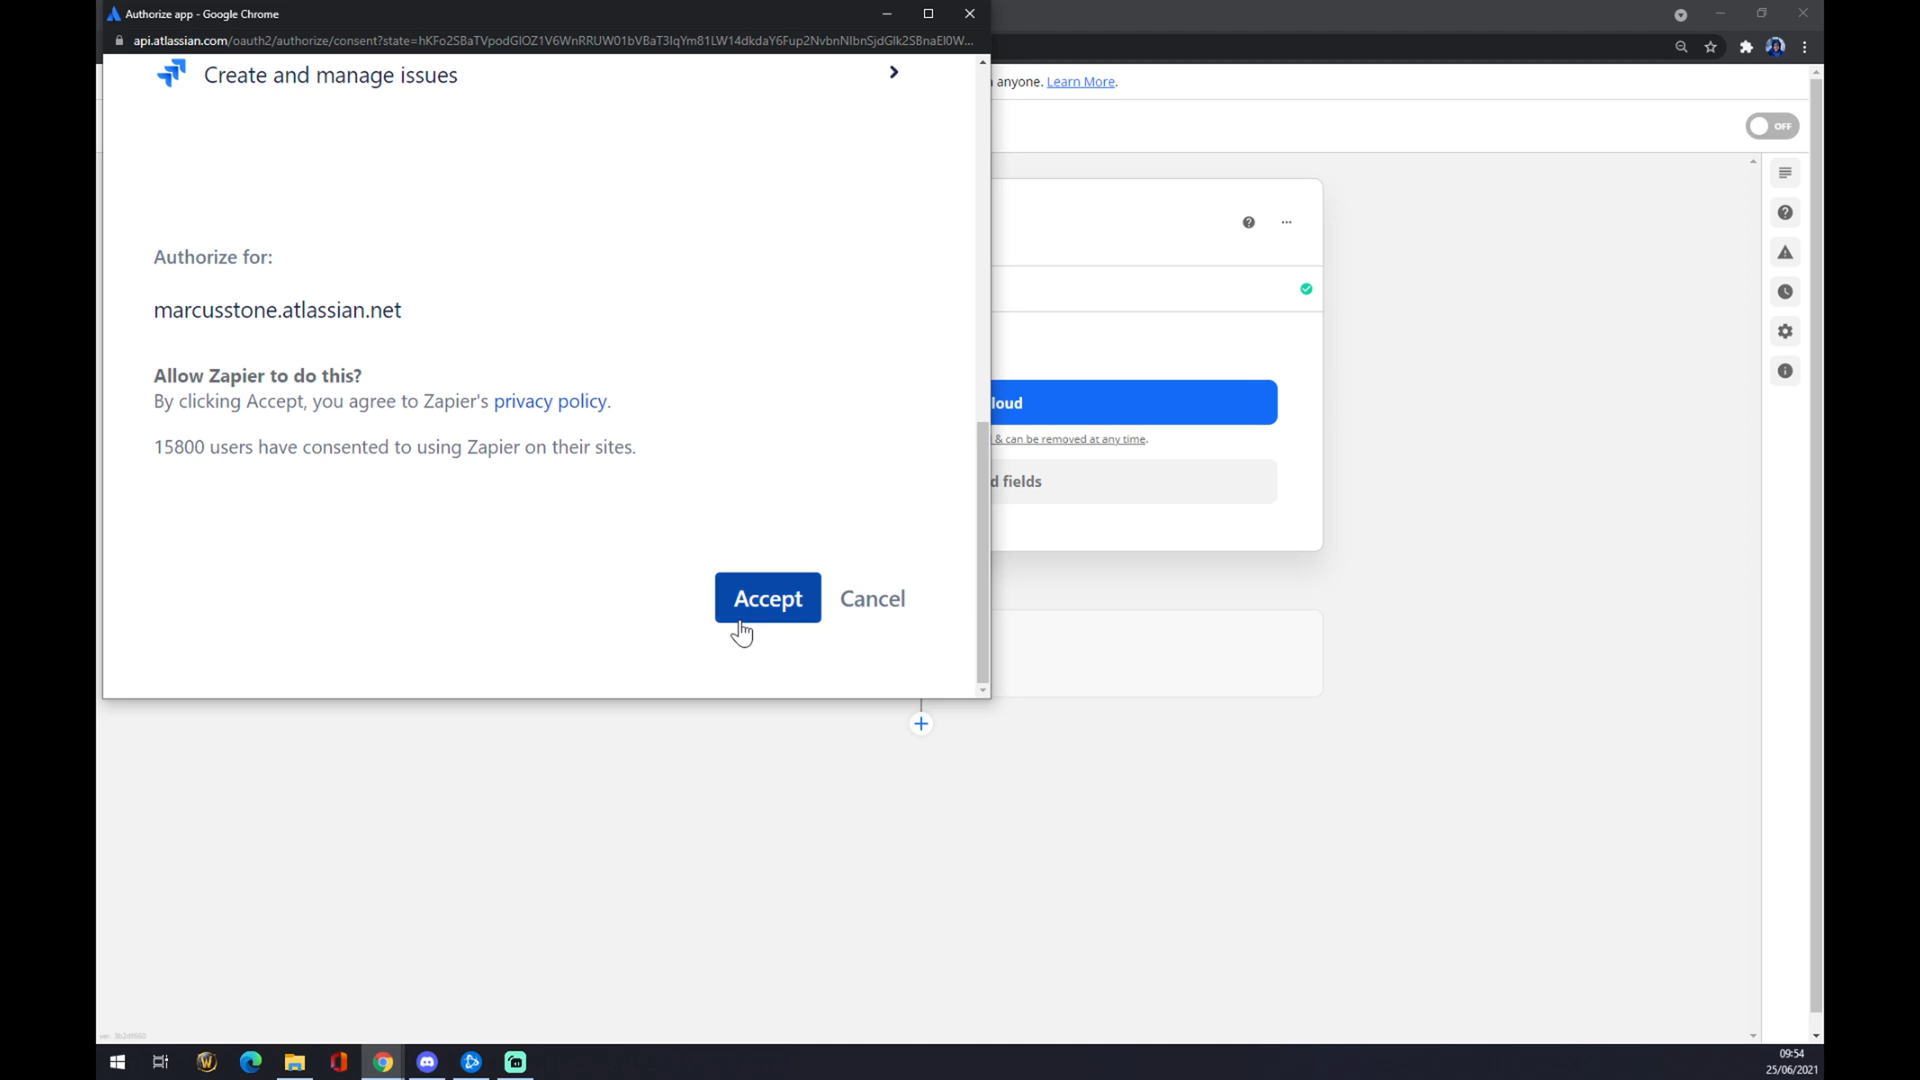 Authorize app - Google Chrome
api.atlassian.com/oauth2/authorize/consent?state=hKFo2SBaTVpodGlOZ1V6WnRRUW01bVBaT3lqYm81LW14dkdaY6Fup2NvbnNlbnSjdGlk2SBnaEl0W...
Create and manage issues
anyone. Learn More.
OFF
Authorize for:
marcusstone.atlassian.net
Allow Zapier to do this?
By clicking Accept, you agree to Zapier's privacy policy.
loud
& can be removed at any time.
15800 users have consented to using Zapier on their sites.
d fields
Accept
Cancel
09:54
25/06/2021